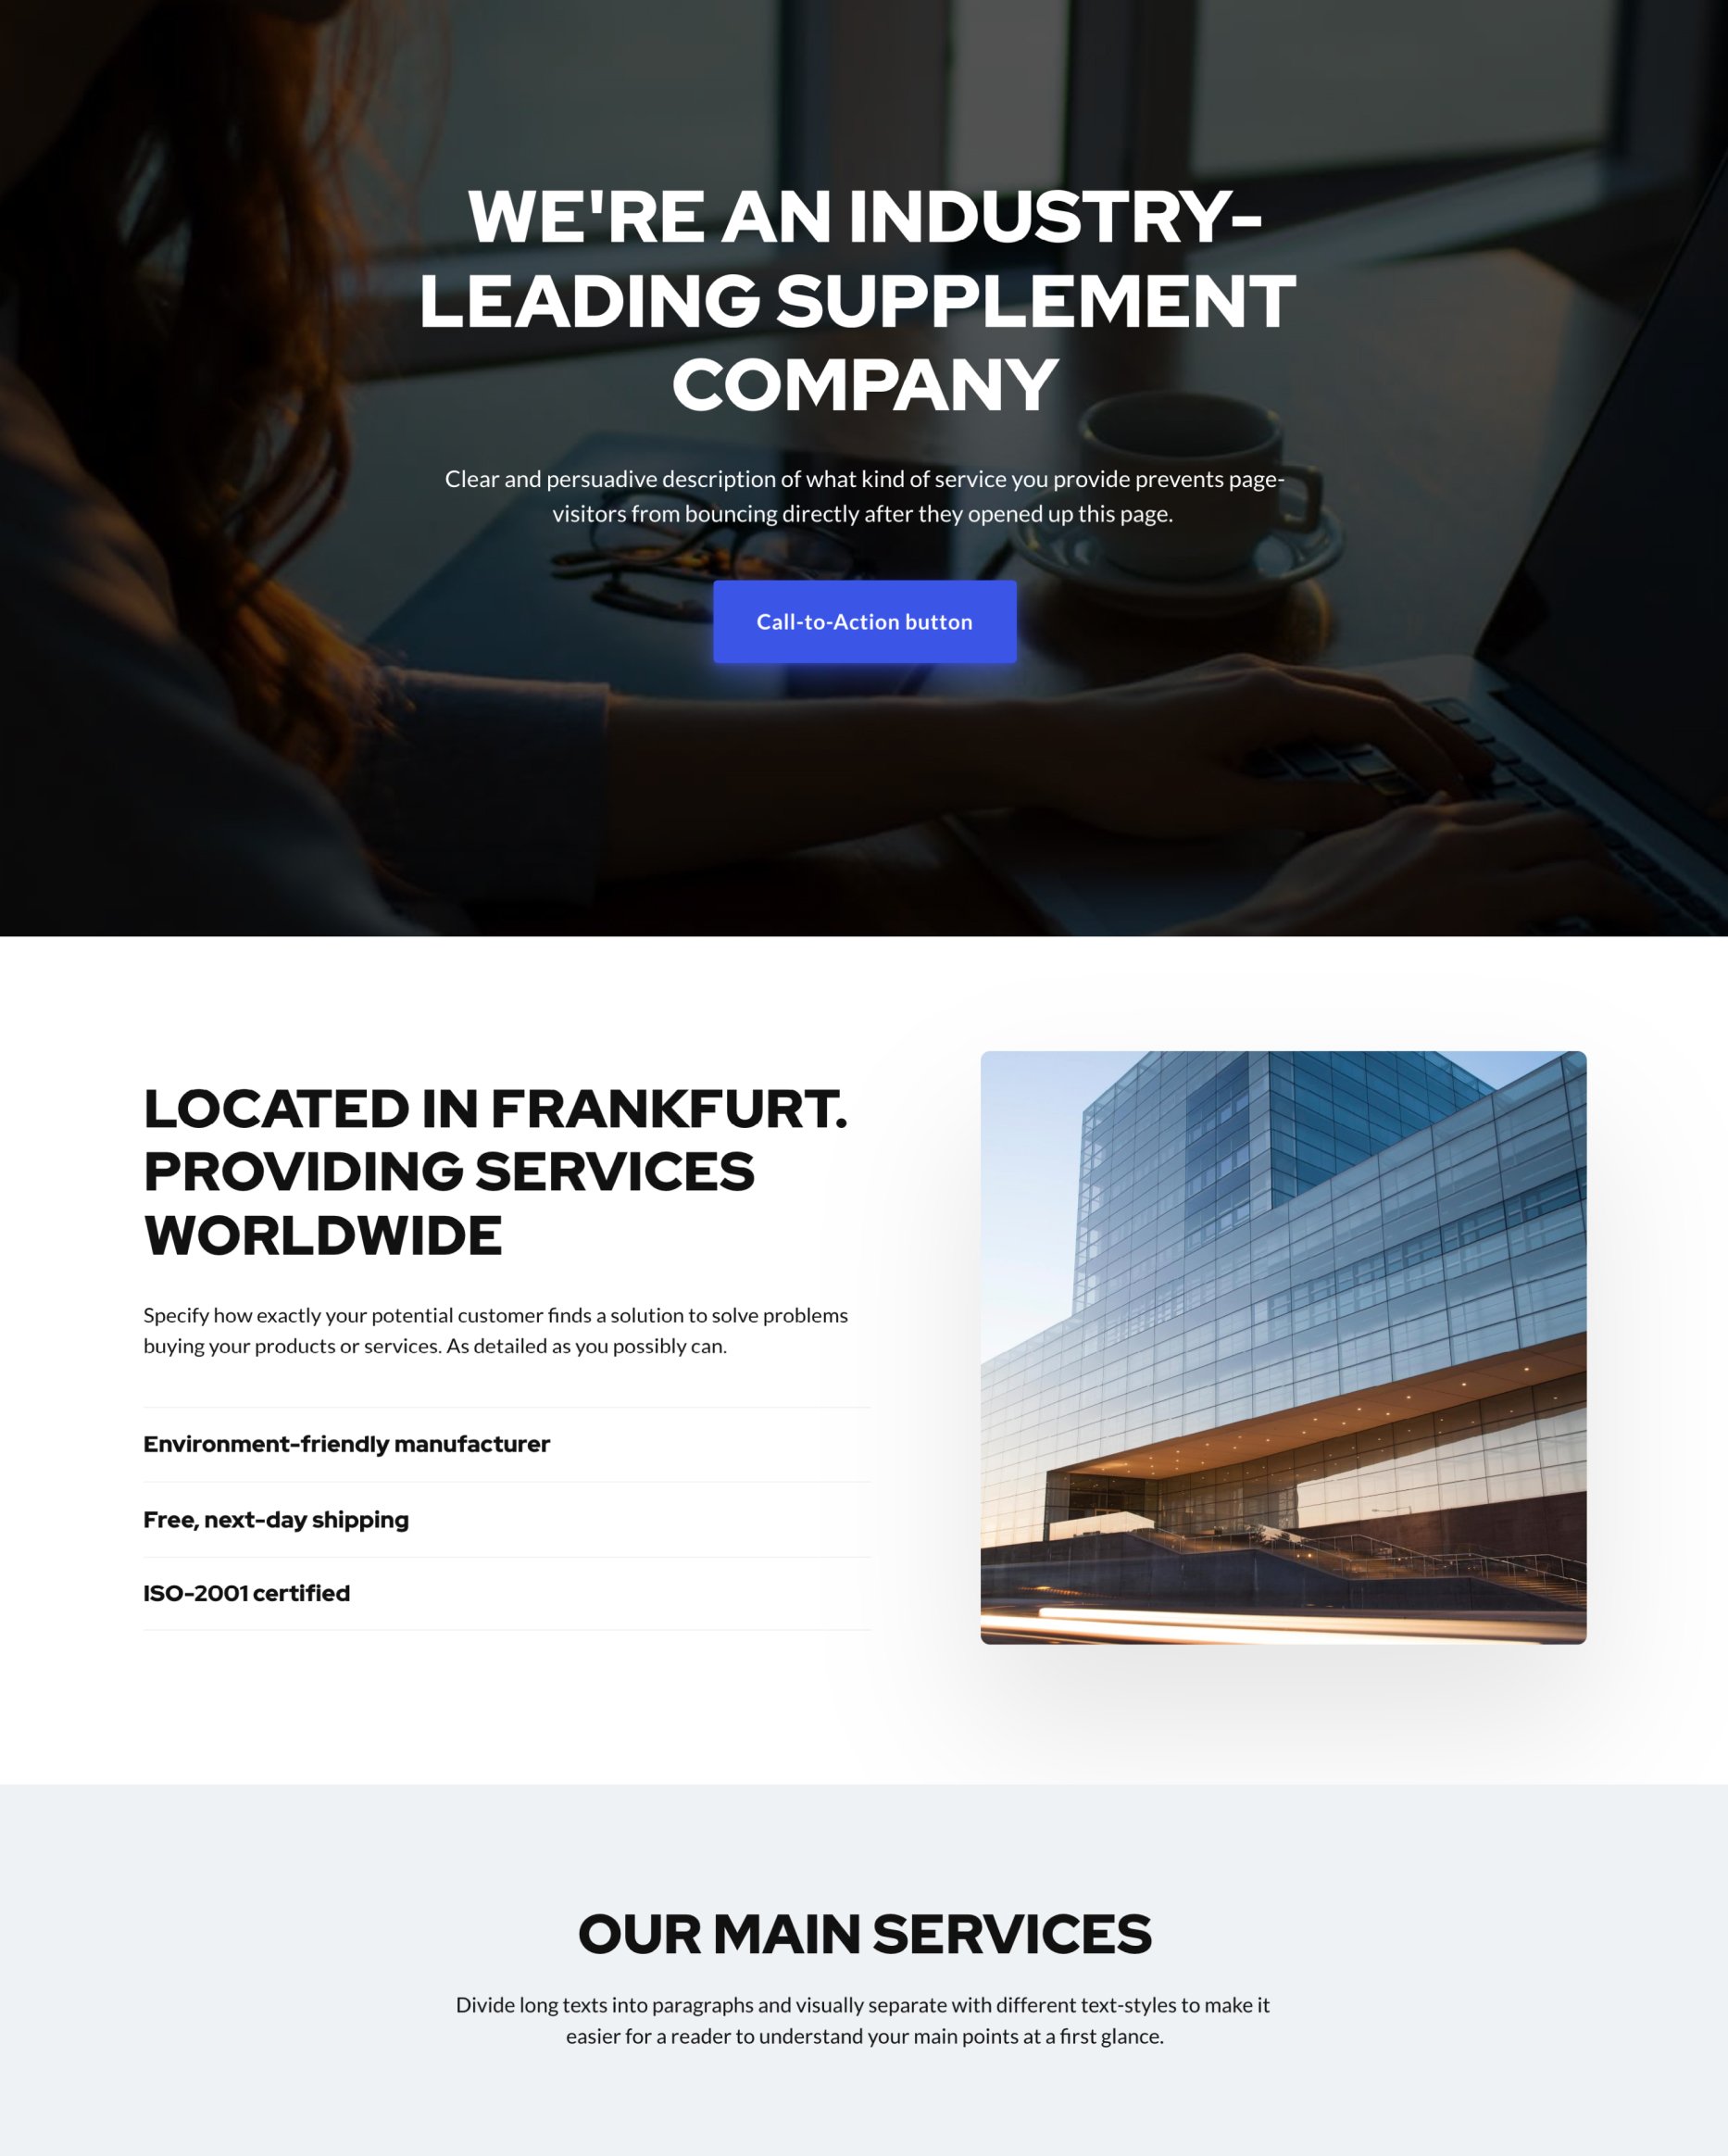 WE'RE AN INDUSTRY-
LEADING SUPPLEMENT
COMPANY
Clear and persuadive description of what kind of service you provide prevents page-
visitors from bouncing directly after they opened up this page.
Call-to-Action button
LOCATED IN FRANKFURT.
PROVIDING SERVICES
WORLDWIDE
Specify how exactly your potential customer finds a solution to solve problems
buying your products or services. As detailed as you possibly can.
Environment-friendly manufacturer
Free, next-day shipping
ISO-2001 certified
OUR MAIN SERVICES
Divide long texts into paragraphs and visually separate with different text-styles to make it
easier for a reader to understand your main points at a first glance.